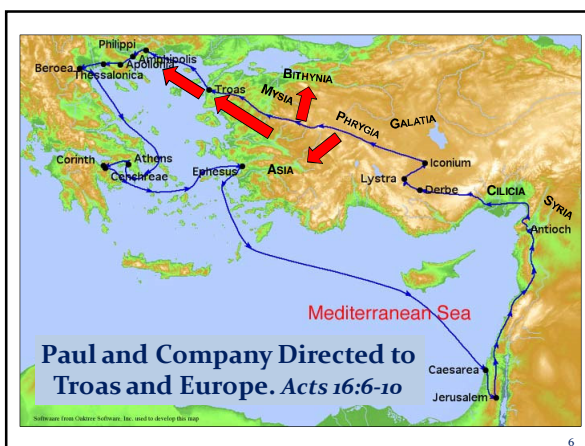 Philippi
Amphipolis
Apollonia
Beroea
Thessalonica
Troas
MYSIA
BITHYNIA
PHRYGIA
GALATIA
Corinth
Athens
Cenchreae
Ephesus
ASIA
Iconium
Lystra
Derbe
CILICIA
SYRIA
Antioch
Mediterranean Sea
Caesarea
Jerusalem
Paul and Company Directed to
Troas and Europe. Acts 16:6-10
Software from Oaktree Software, Inc. used to develop this map
6